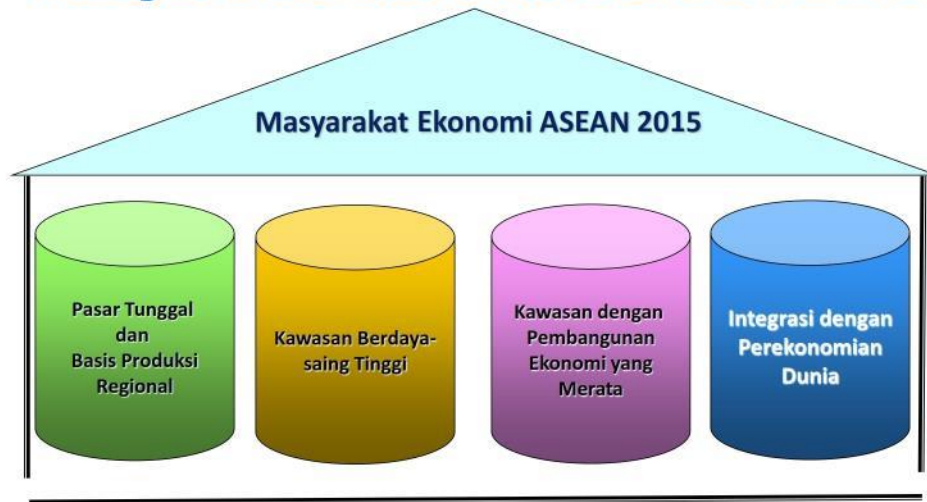 Masyarakat Ekonomi ASEAN 2015
Pasar Tunggal
dan
Basis Produksi
Regional
Kawasan Berdaya-
saing Tinggi
Kawasan dengan
Pembangunan
Ekonomi yang
Merata
Integrasi dengan
Perekonomian
Dunia